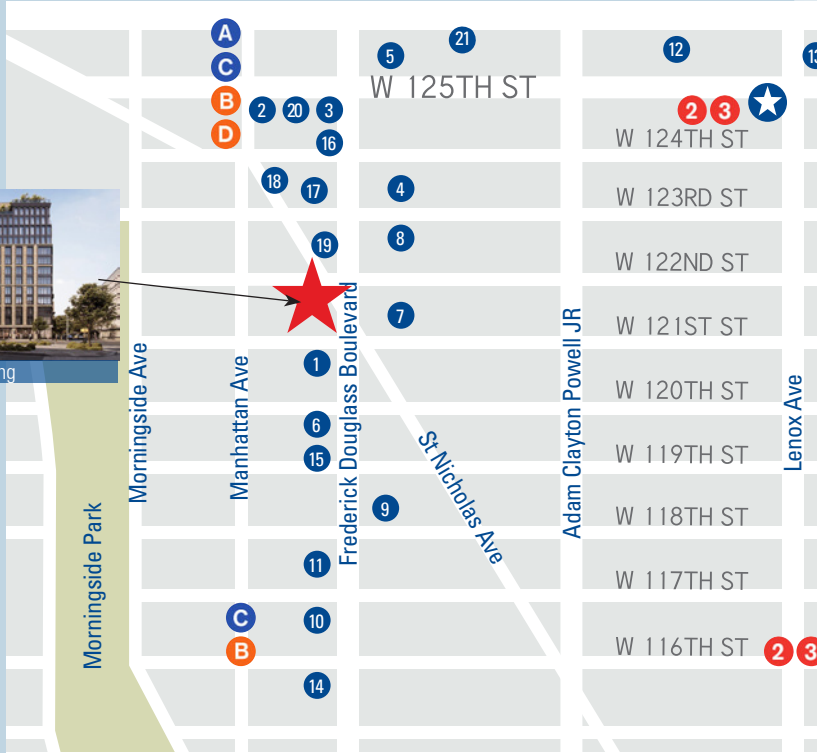 A
C
B
D
5
21
12
13
W 125TH ST
2
20
3
2
3
16
W 124TH ST
18
17
4
W 123RD ST
19
8
W 122ND ST
7
W 121ST ST
1
ng
W 120TH ST
6
15
W 119TH ST
9
W 118TH ST
11
W 117TH ST
C
10
B
W 116TH ST
2
3
14
Morningside Park
Morningside Ave
Manhattan Ave
Frederick Douglass Boulevard
St Nicholas Ave
Adam Clayton Powell JR
Lenox Ave